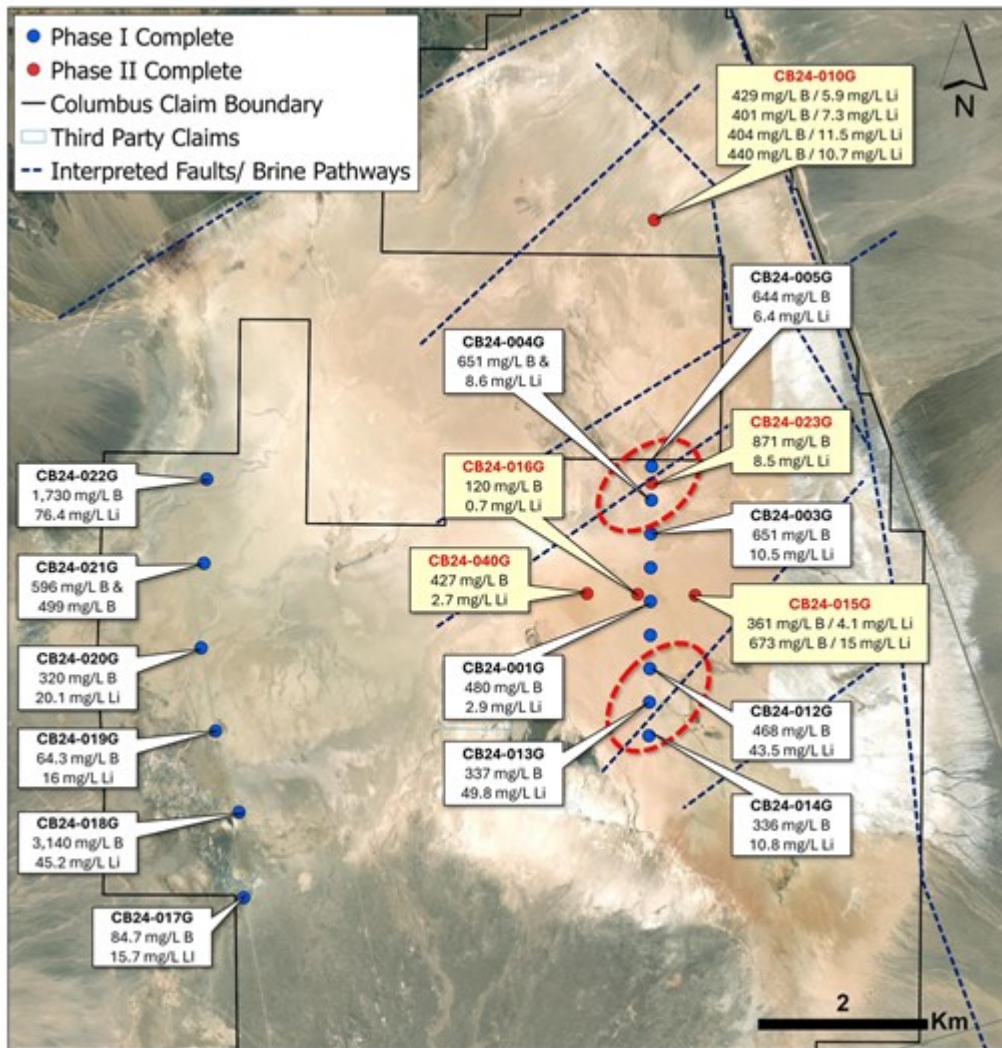 Phase I Complete
Phase II Complete
Columbus Claim Boundary
Third Party Claims
Interpreted Faults/ Brine Pathways
N
CB24-010G
429 mg/L B / 5.9 mg/L Li
401 mg/L B / 7.3 mg/L Li
404 mg/L B / 11.5 mg/L Li
440 mg/L B / 10.7 mg/L Li
CB24-005G
644 mg/L B
6.4 mg/L Li
CB24-004G
651 mg/L B &
8.6 mg/L Li
CB24-023G
871 mg/L B
8.5 mg/L Li
CB24-016G
120 mg/L B
0.7 mg/L Li
CB24-022G
1,730 mg/L B
76.4 mg/L Li
CB24-003G
651 mg/L B
10.5 mg/L Li
CB24-021G
596 mg/L B &
499 mg/L B
CB24-040G
427 mg/L B
2.7 mg/L Li
CB24-015G
361 mg/L B / 4.1 mg/L Li
673 mg/L B / 15 mg/L Li
CB24-020G
320 mg/L B
20.1 mg/L Li
CB24-001G
480 mg/L B
2.9 mg/L Li
CB24-012G
468 mg/L B
43.5 mg/L Li
CB24-019G
64.3 mg/L B
16 mg/L Li
CB24-013G
337 mg/L B
49.8 mg/L Li
CB24-014G
336 mg/L B
10.8 mg/L Li
CB24-018G
3,140 mg/L B
45.2 mg/L Li
CB24-017G
84.7 mg/L B
15.7 mg/L LI
2
Km